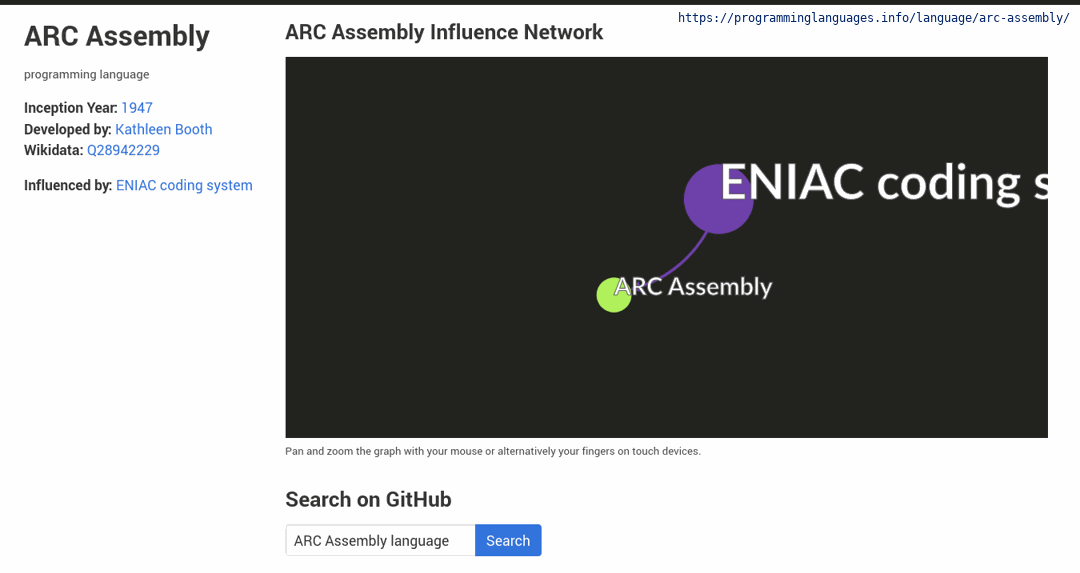 https://programminglanguages.info/language/arc-assembly/
ARC Assembly
programming language
Inception Year: 1947
Developed by: Kathleen Booth
Wikidata: Q28942229
Influenced by: ENIAC coding system
ARC Assembly Influence Network
ENIAC coding s
ARC Assembly
Pan and zoom the graph with your mouse or alternatively your fingers on touch devices.
Search on GitHub
ARC Assembly language
Search